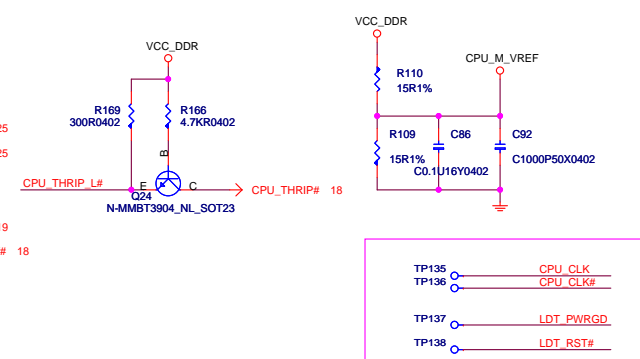 VCC_DDR
VCC_DDR
CPU_M_VREF
R169
300R0402
R166
4.7KR0402
R110
15R1%
25
25
R109
15R1%
C86
C0.1U16Y0402
C92
C1000P50X0402
B
CPU_THRIP_L#
E
C
CPU_THRIP# 18
Q24
N-MMBT3904_NL_SOT23
19
# 18
TP135
CPU_CLK
TP136
CPU_CLK#
TP137
LDT_PWRGD
TP138
LDT_RST#